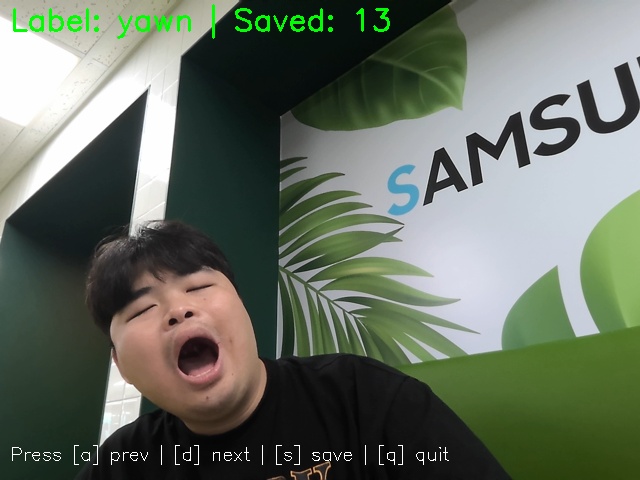 Label: yawn | Saved: 13
SAMSU
Press [a] prev | [d] next | [s] save | [q] quit